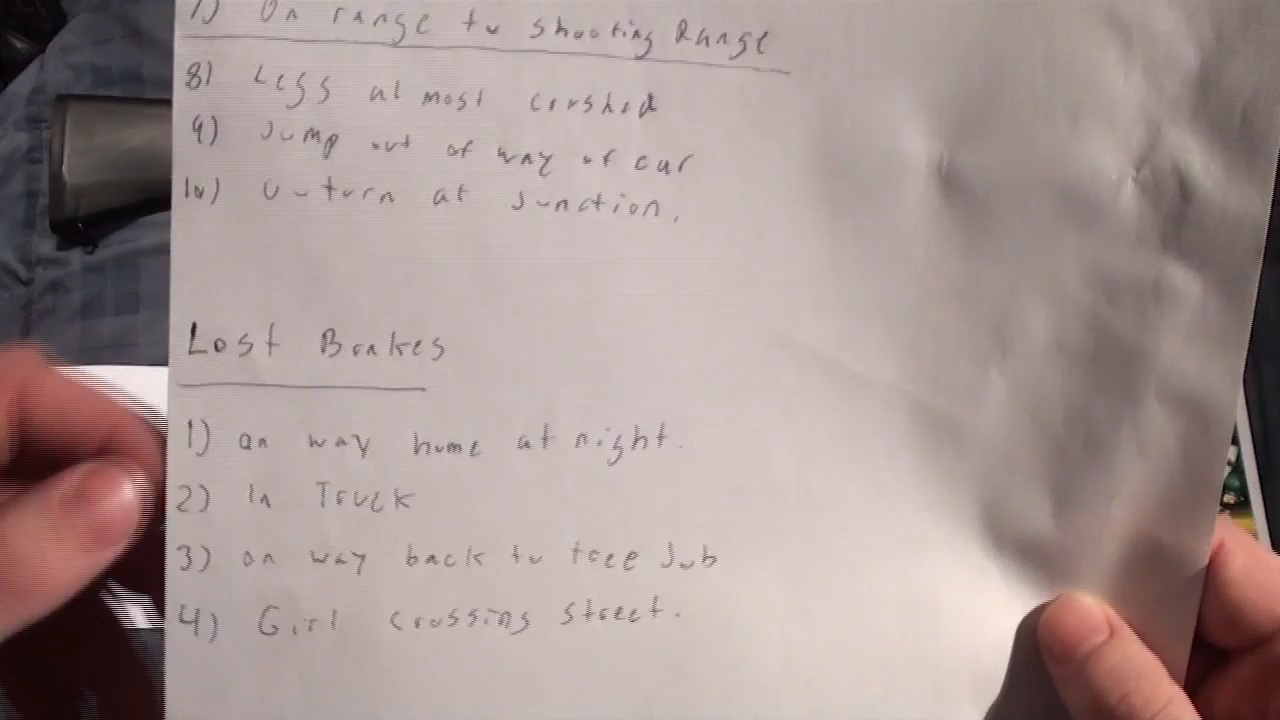 7) On range to shooting Range
8) Legs almost crushed
9) Jump out of way of car
10) U-turn at Junction.
Lost Brakes
1) on way home at night.
2) In Truck
3) on way back to tree Job
4) Girl crossing street.